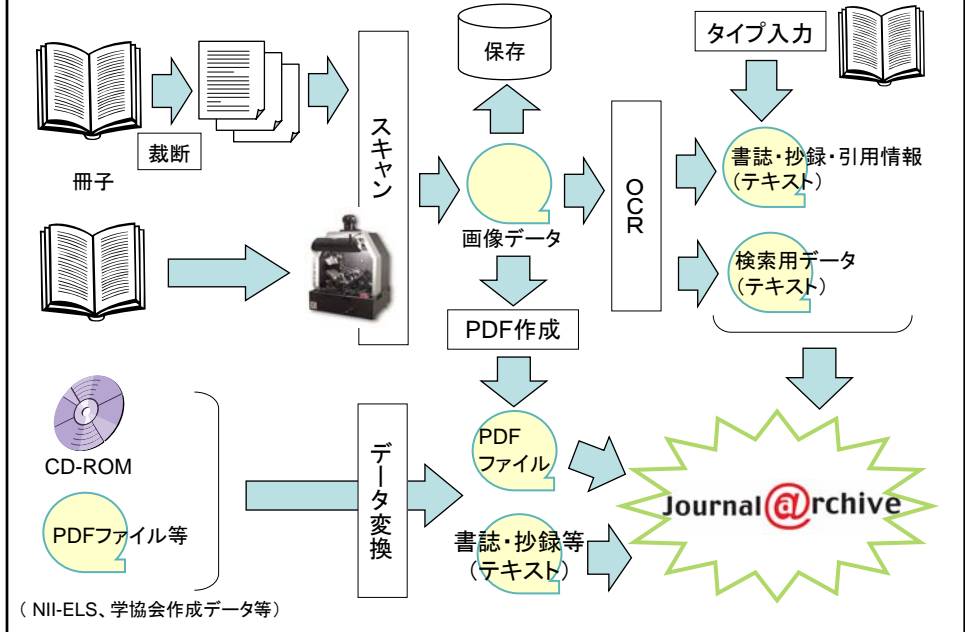 冊子
裁断
スキャン
保存
画像データ
PDF作成
OCR
タイプ入力
書誌・抄録・引用情報
(テキスト)
検索用データ
(テキスト)
CD-ROM
PDFファイル等
( NII-ELS、学協会作成データ等)
データ変換
PDF
ファイル
書誌・抄録等
(テキスト)
Journal@rchive